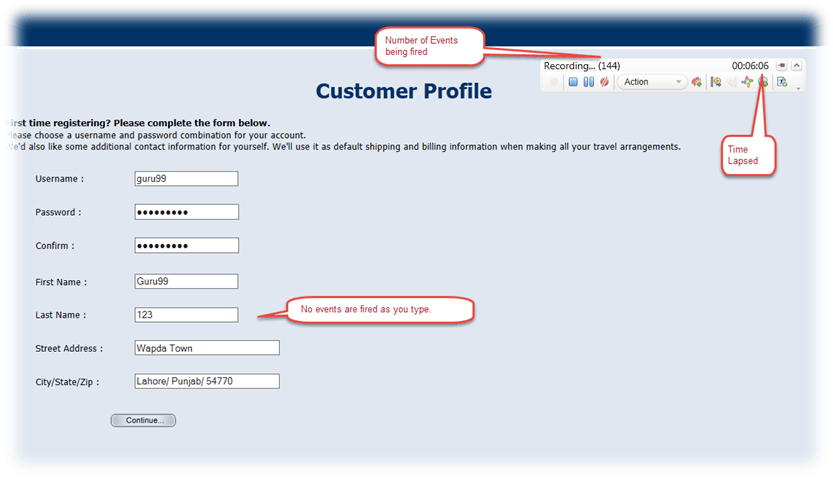 Number of Events
being fired
Recording... (144)
00:06:06
Action
Customer Profile
Time
Lapsed
First time registering? Please complete the form below.
Please choose a username and password combination for your account.
We'd also like some additional contact information for yourself. We'll use it as default shipping and billing information when making all your travel arrangements.
Username :
guru99
Password :
●●●●●●●●●
Confirm :
●●●●●●●●●
First Name :
Guru99
Last Name :
123
No events are fired as you type.
Street Address :
Wapda Town
City/State/Zip :
Lahore/ Punjab/ 54770
Continue...